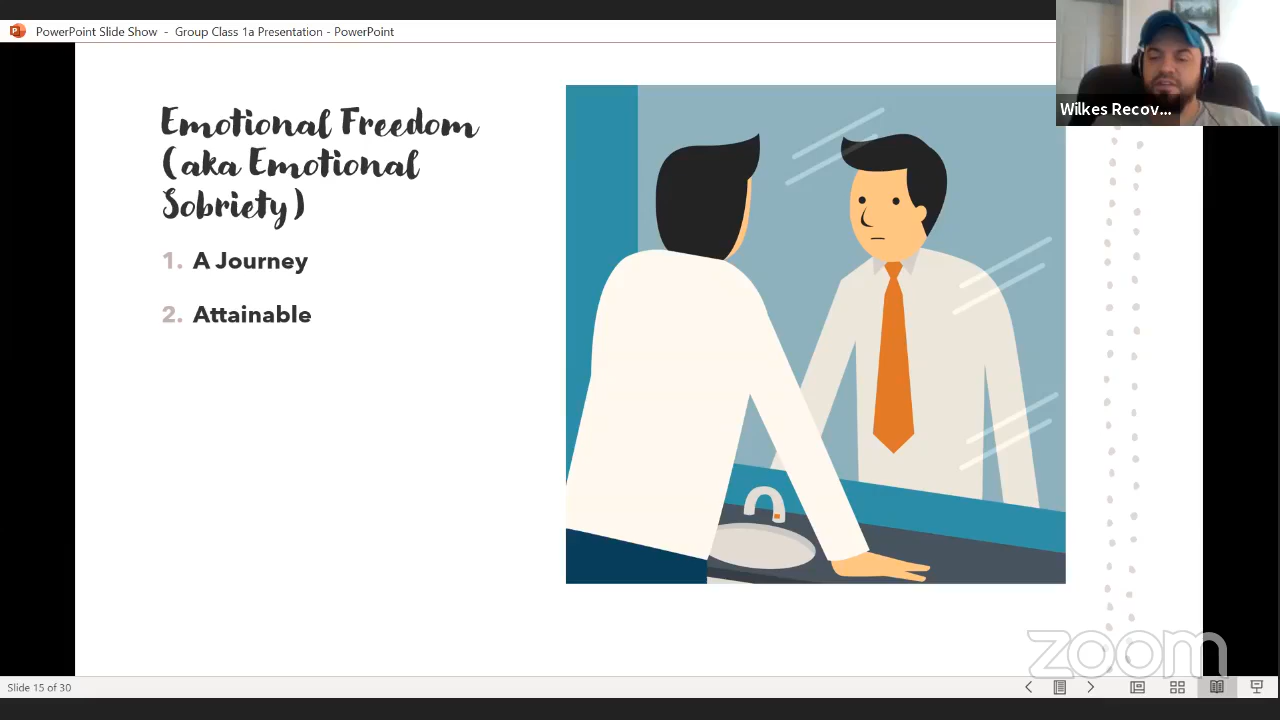 PowerPoint Slide Show - Group Class 1a Presentation - PowerPoint
Wilkes Recov...
Emotional Freedom
(aka Emotional
Sobriety)
1. A Journey
2. Attainable
zoom
Slide 15 of 30